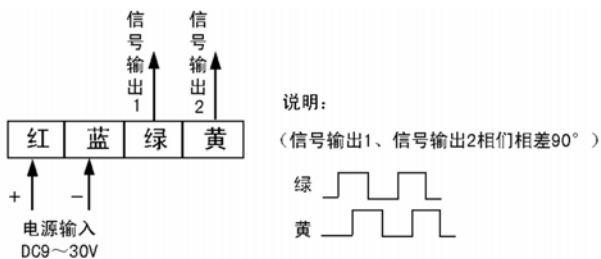 信号输出1
信号输出2
红 蓝 绿 黄
+ −
电源输入
DC9～30V
说明：
（信号输出1、信号输出2相们相差90°）
绿
黄